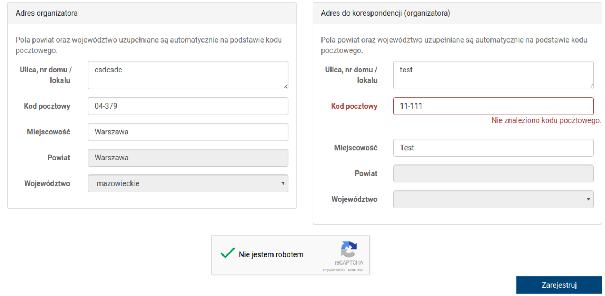 Adres organizatora
Pola powiat oraz województwo uzupełniane są automatycznie na podstawie kodu
pocztowego.
Ulica, nr domu /
lokalu
csdcsdc
Kod pocztowy
04-379
Miejscowość
Warszawa
Powiat
Warszawa
Województwo
mazowieckie
Adres do korespondencji (organizatora)
Pola powiat oraz województwo uzupełniane są automatycznie na podstawie kodu
pocztowego.
Ulica, nr domu /
lokalu
test
Kod pocztowy
11-111
Nie znaleziono kodu pocztowego.
Miejscowość
Test
Powiat
Województwo
Nie jestem robotem
reCAPTCHA
Zarejestruj